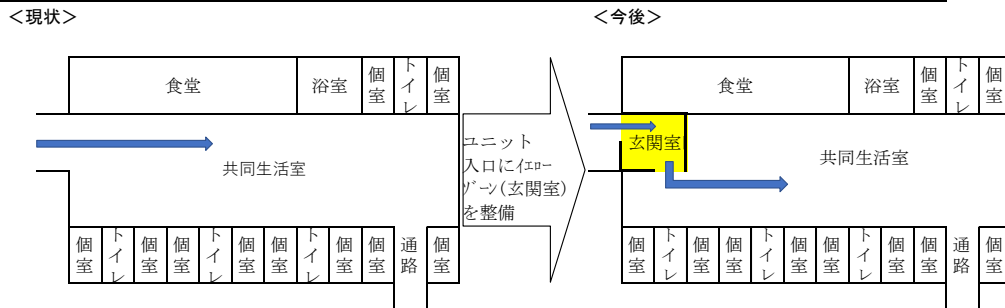 ＜現状＞
＜今後＞
食堂
浴室
個室
トイレ
個室
共同生活室
個室
トイレ
個室
個室
トイレ
個室
個室
トイレ
個室
個室
通路
個室
ユニット
入口にｲｴﾛｰ
ｿﾞｰﾝ(玄関室)
を整備
食堂
浴室
個室
トイレ
個室
玄関室
共同生活室
個室
トイレ
個室
個室
トイレ
個室
個室
トイレ
個室
個室
通路
個室